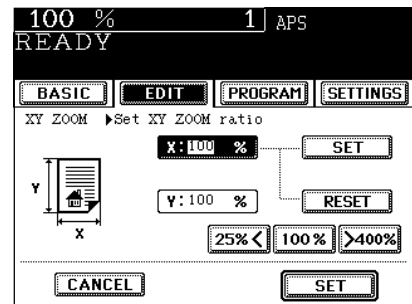 100 % 1 APS
READY
BASIC EDIT PROGRAM SETTINGS
XY ZOOM ▶Set XY ZOOM ratio
X:100 % SET
Y
Y:100 % RESET
X
25%< 100% >400%
CANCEL SET